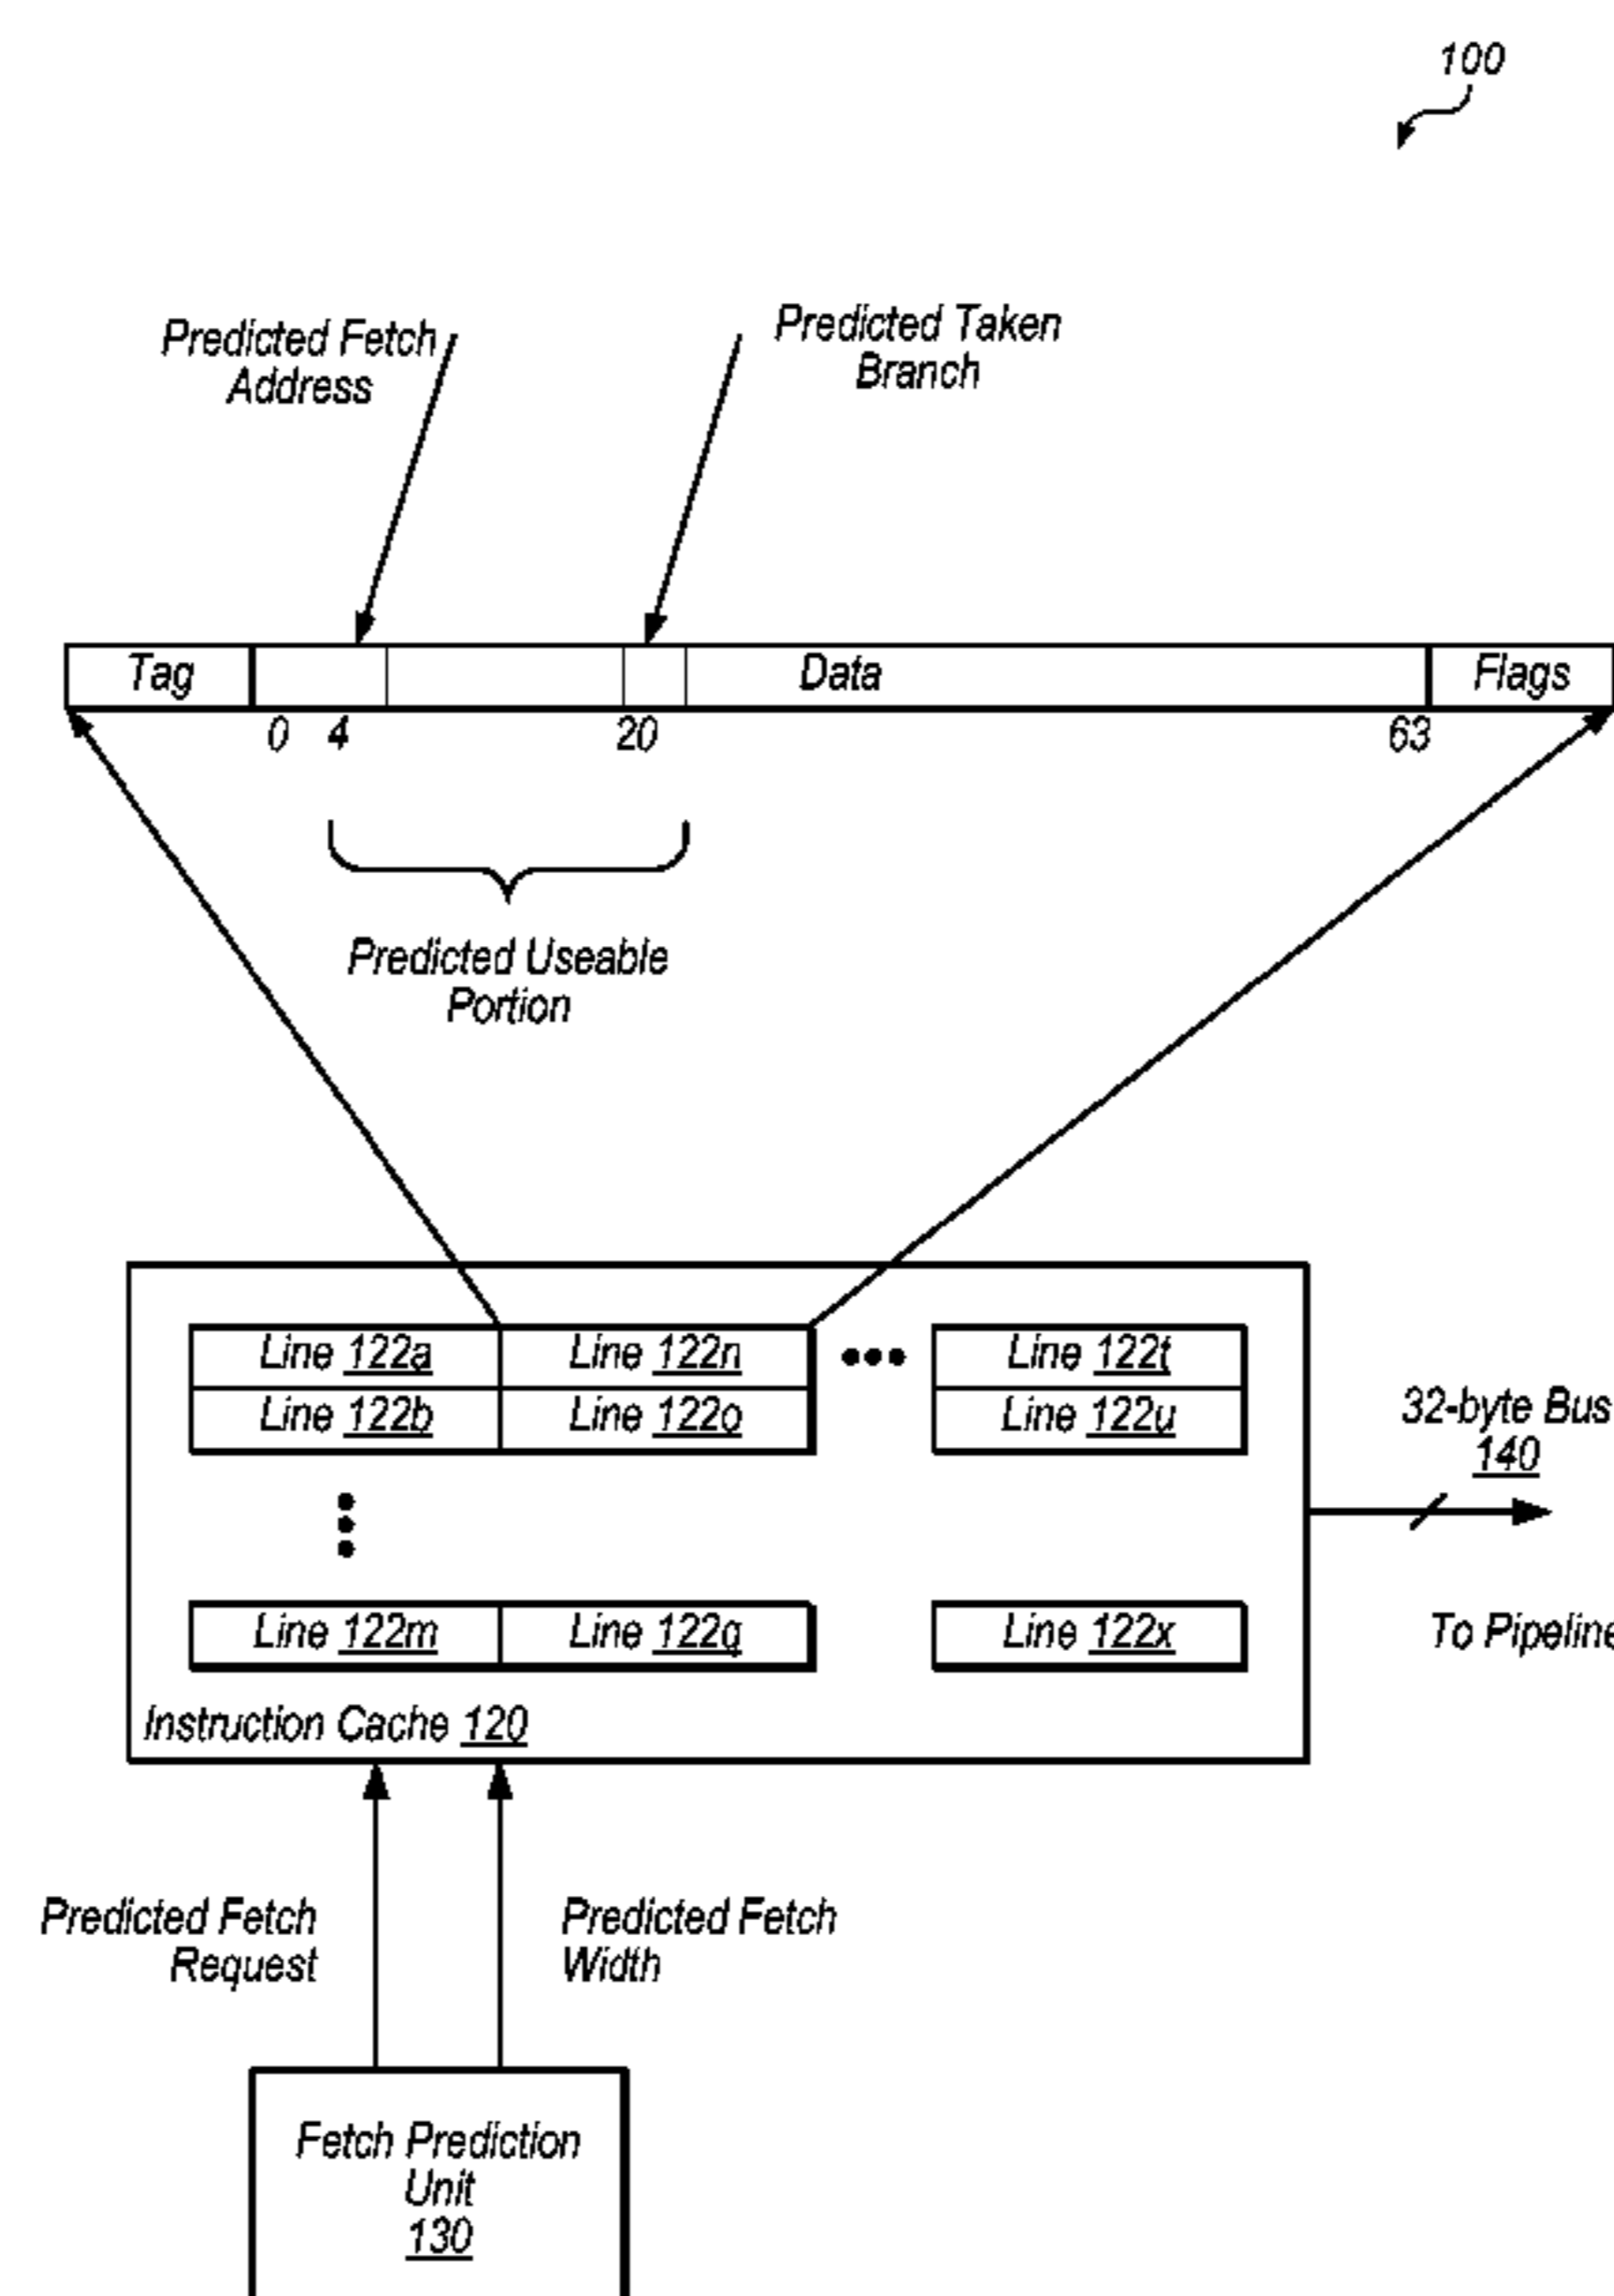 100
Predicted Fetch
Address
Predicted Taken
Branch
Tag
Data
Flags
0 4 20 63
Predicted Useable
Portion
Line 122a
Line 122n
Line 122t
Line 122b
Line 122o
Line 122u
32-byte Bus
140
Line 122m
Line 122q
Line 122x
To Pipeline
Instruction Cache 120
Predicted Fetch
Request
Predicted Fetch
Width
Fetch Prediction
Unit
130